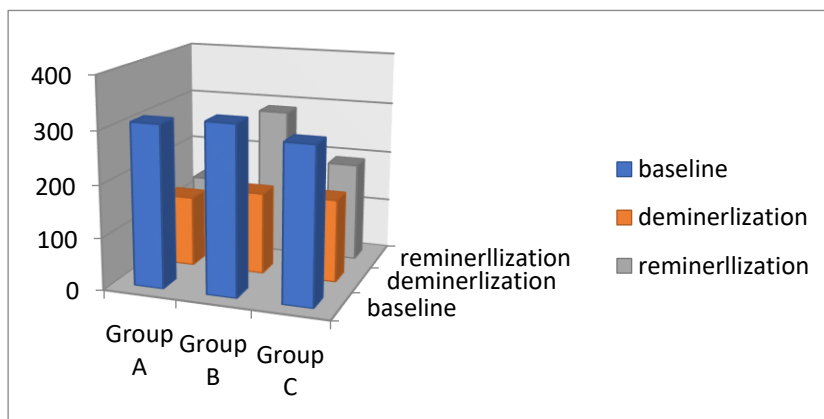 400
300
200
100
0
Group
A
Group
B
Group
C
reminerllization
deminerlization
baseline
baseline
deminerlization
reminerllization